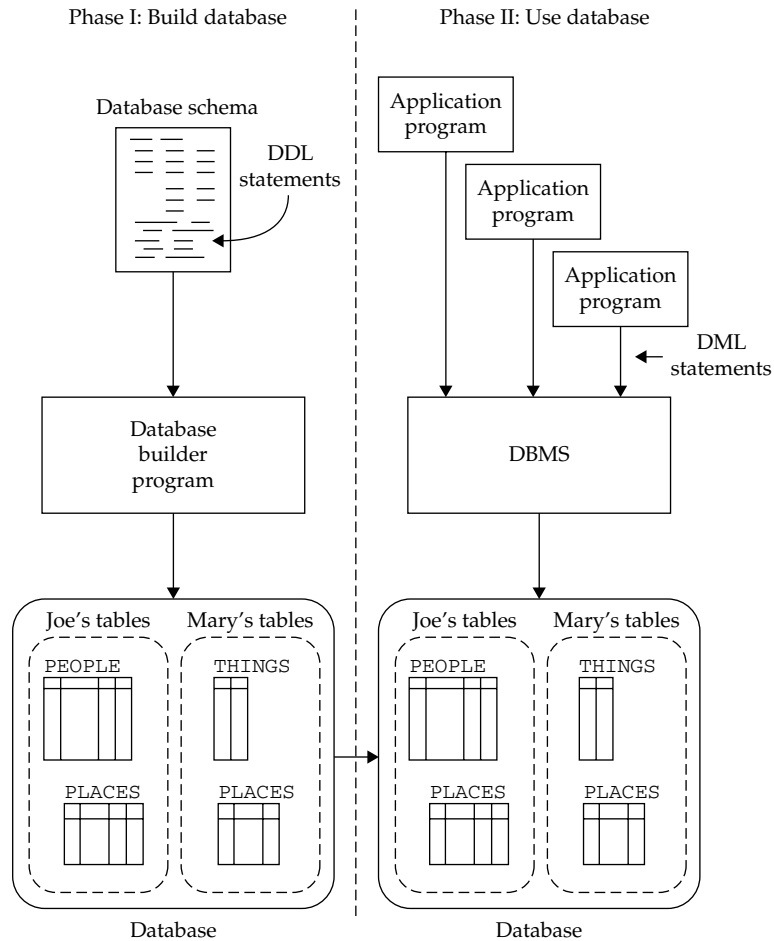 Phase I: Build database
Database schema
DDL
statements
Database
builder
program
Joe's tables
PEOPLE
PLACES
Mary's tables
THINGS
PLACES
Database
Phase II: Use database
Application
program
Application
program
Application
program
DML
statements
DBMS
Joe's tables
PEOPLE
PLACES
Mary's tables
THINGS
PLACES
Database